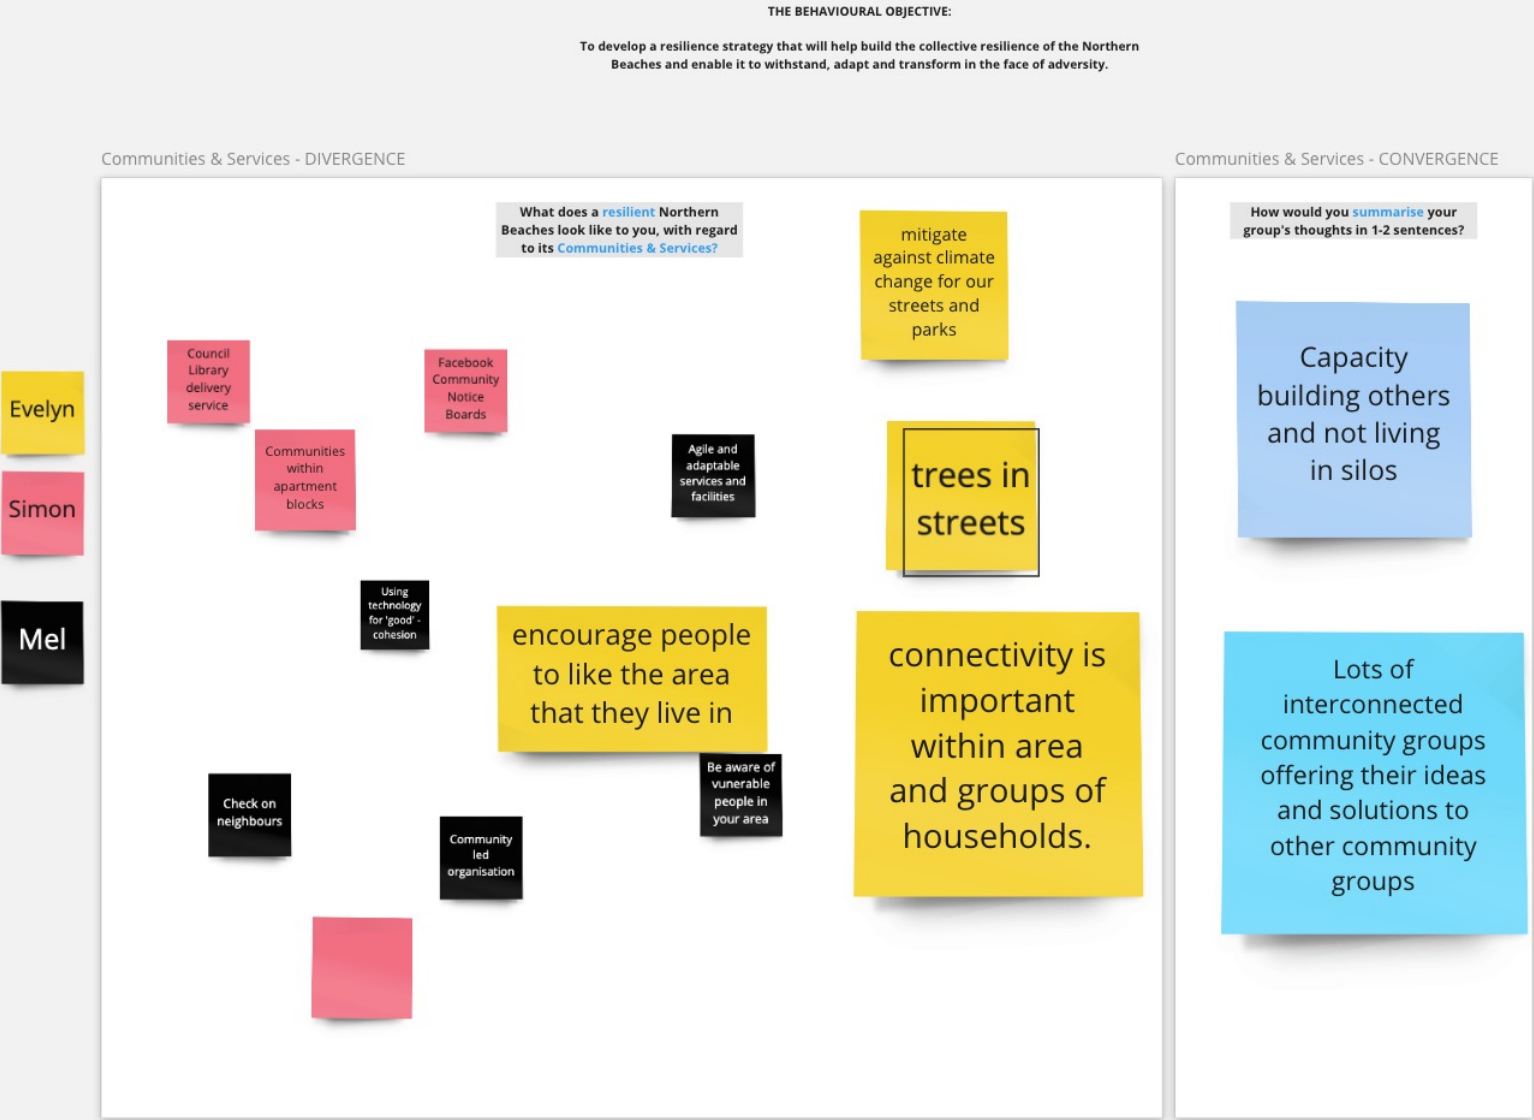 THE BEHAVIOURAL OBJECTIVE:
To develop a resilience strategy that will help build the collective resilience of the Northern
Beaches and enable it to withstand, adapt and transform in the face of adversity.
Communities & Services - DIVERGENCE
What does a resilient Northern
Beaches look like to you, with regard
to its Communities & Services?
Evelyn
Simon
Mel
Council
Library
delivery
service
Facebook
Community
Notice
Boards
Communities
within
apartment
blocks
Agile and
adaptable
services and
facilities
Using
technology
for 'good' -
cohesion
mitigate
against climate
change for our
streets and
parks
trees in
streets
encourage people
to like the area
that they live in
connectivity is
important
within area
and groups of
households.
Be aware of
vunerable
people in
your area
Check on
neighbours
Community
led
organisation
Communities & Services - CONVERGENCE
How would you summarise your
group's thoughts in 1-2 sentences?
Capacity
building others
and not living
in silos
Lots of
interconnected
community groups
offering their ideas
and solutions to
other community
groups